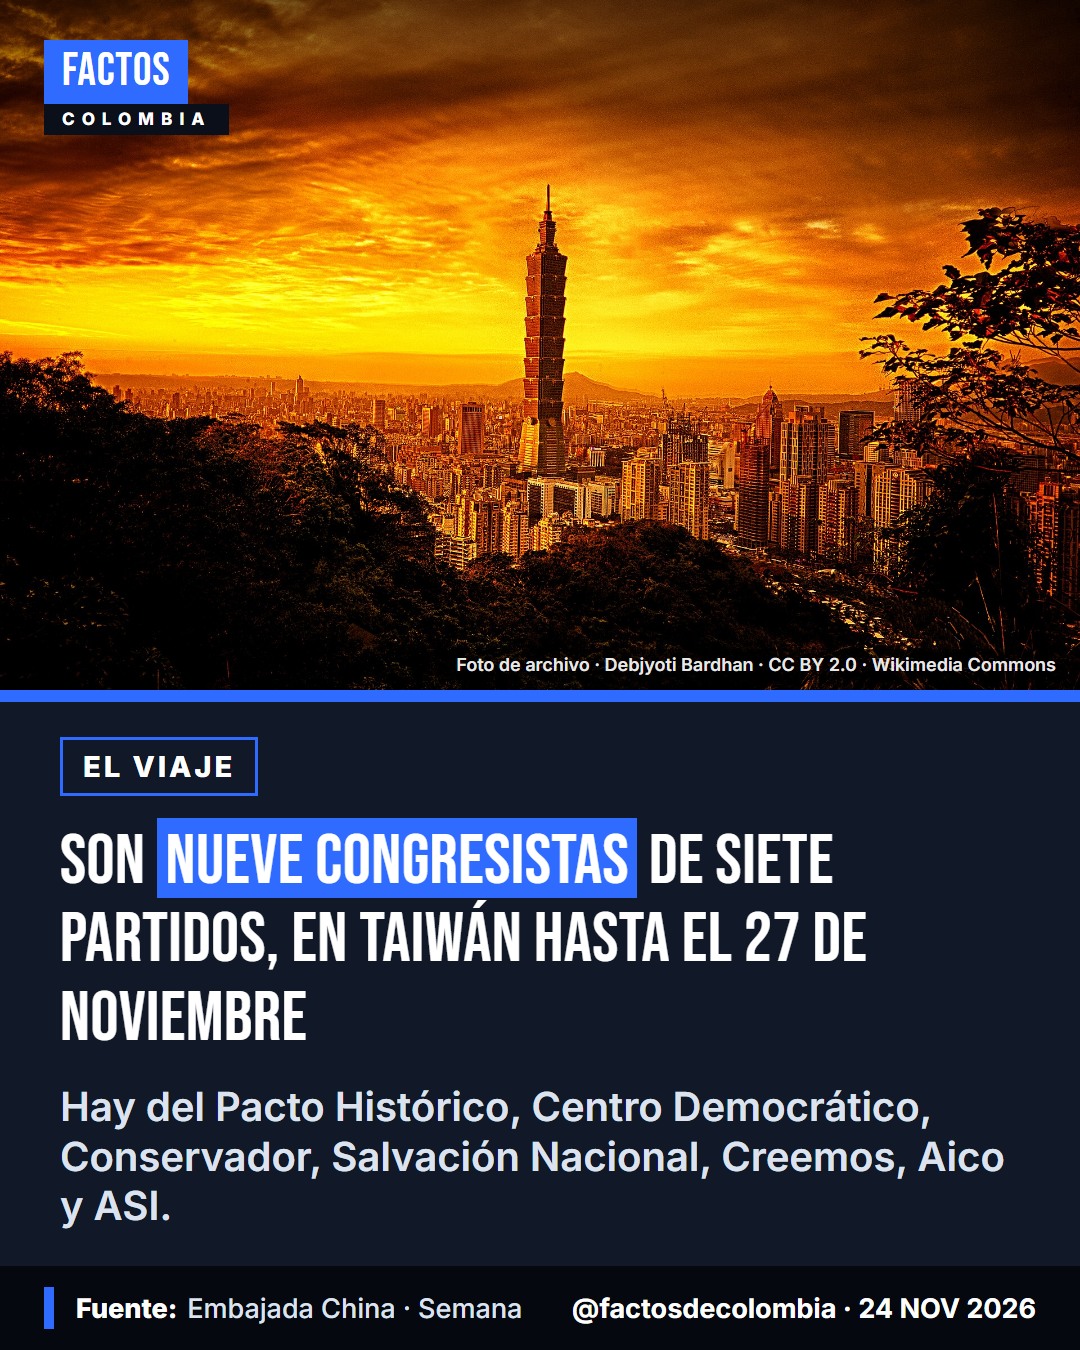 FACTOS
COLOMBIA
Foto de archivo · Debjyoti Bardhan · CC BY 2.0 · Wikimedia Commons
EL VIAJE
SON NUEVE CONGRESISTAS DE SIETE
PARTIDOS, EN TAIWÁN HASTA EL 27 DE
NOVIEMBRE
Hay del Pacto Histórico, Centro Democrático,
Conservador, Salvación Nacional, Creemos, Aico
y ASI.
Fuente: Embajada China · Semana @factosdecolombia · 24 NOV 2026